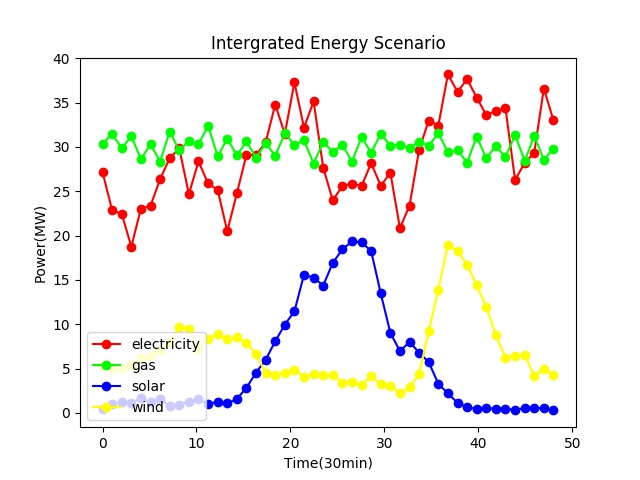 Intergrated Energy Scenario
Power(MW)
40
35
30
25
20
15
10
5
0
electricity
gas
solar
wind
0 10 20 30 40 50
Time(30min)